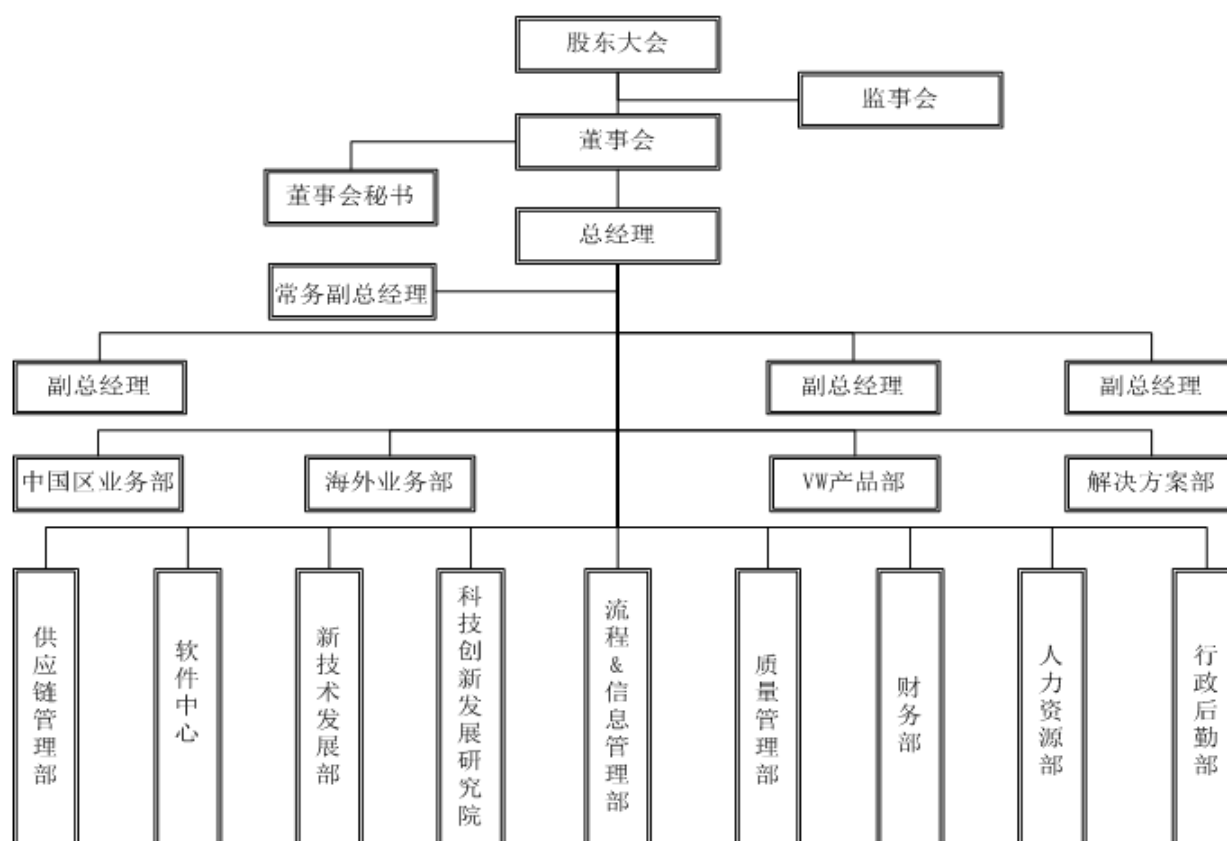 股东大会
监事会
董事会
董事会秘书
总经理
常务副总经理
副总经理
副总经理
副总经理
中国区业务部
海外业务部
VW产品部
解决方案部
供应链管理部
软件中心
新技术发展部
科技创新发展研究院
流程&信息管理部
质量管理部
财务部
人力资源部
行政后勤部